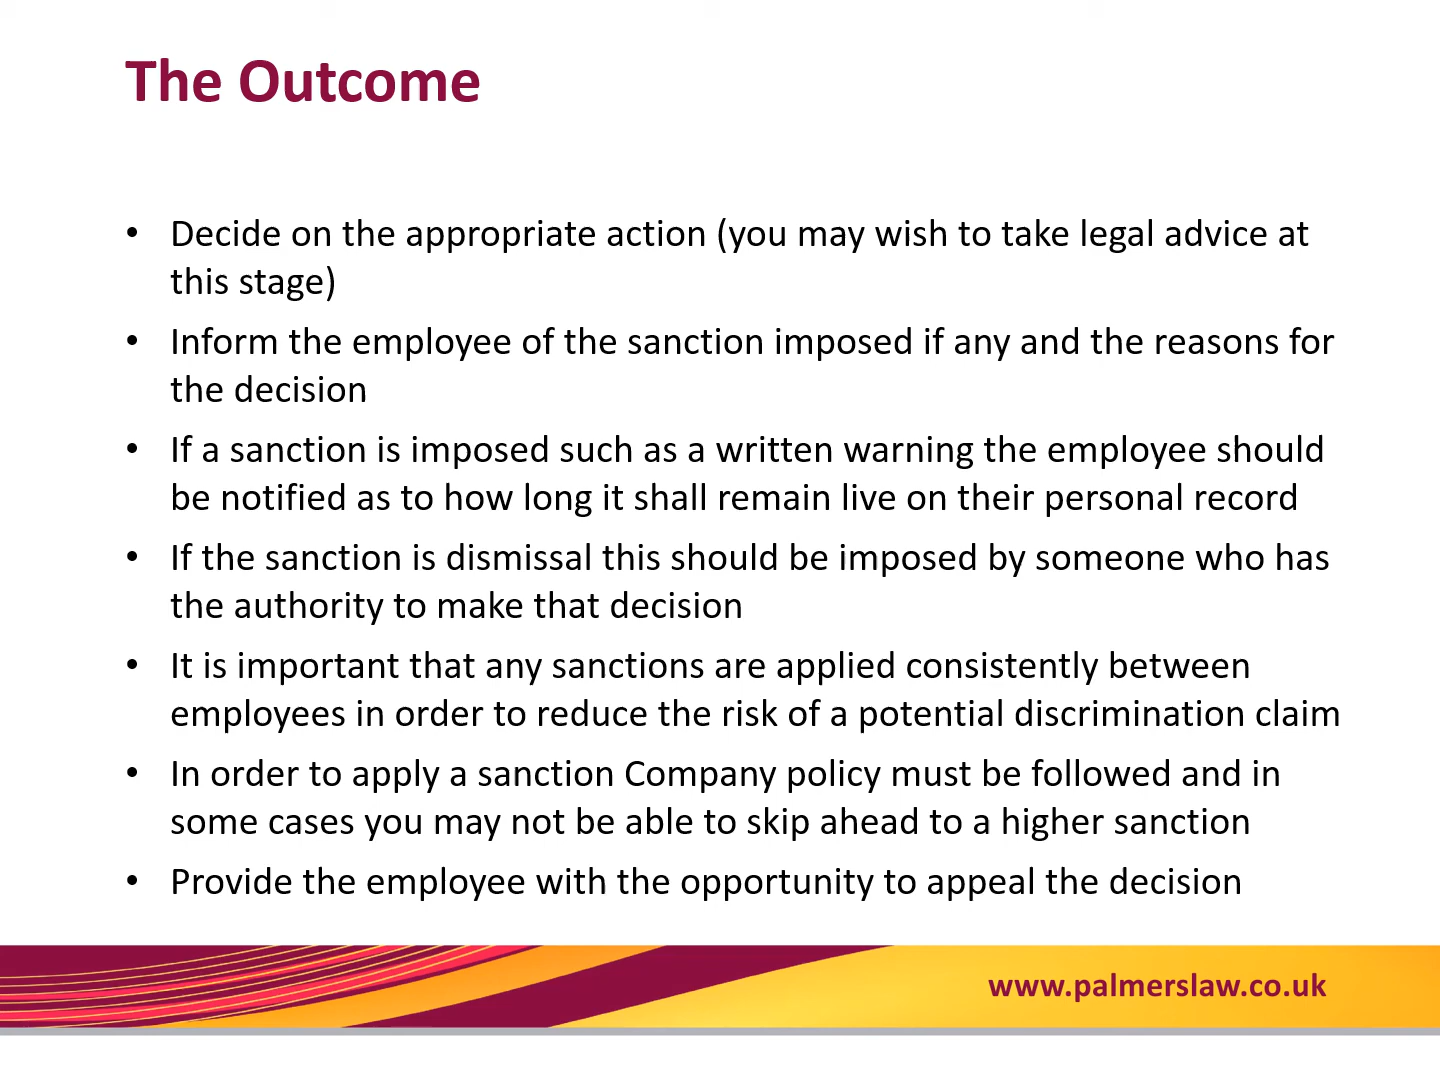 The Outcome
• Decide on the appropriate action (you may wish to take legal advice at
this stage)
• Inform the employee of the sanction imposed if any and the reasons for
the decision
• If a sanction is imposed such as a written warning the employee should
be notified as to how long it shall remain live on their personal record
• If the sanction is dismissal this should be imposed by someone who has
the authority to make that decision
• It is important that any sanctions are applied consistently between
employees in order to reduce the risk of a potential discrimination claim
• In order to apply a sanction Company policy must be followed and in
some cases you may not be able to skip ahead to a higher sanction
• Provide the employee with the opportunity to appeal the decision
www.palmerslaw.co.uk